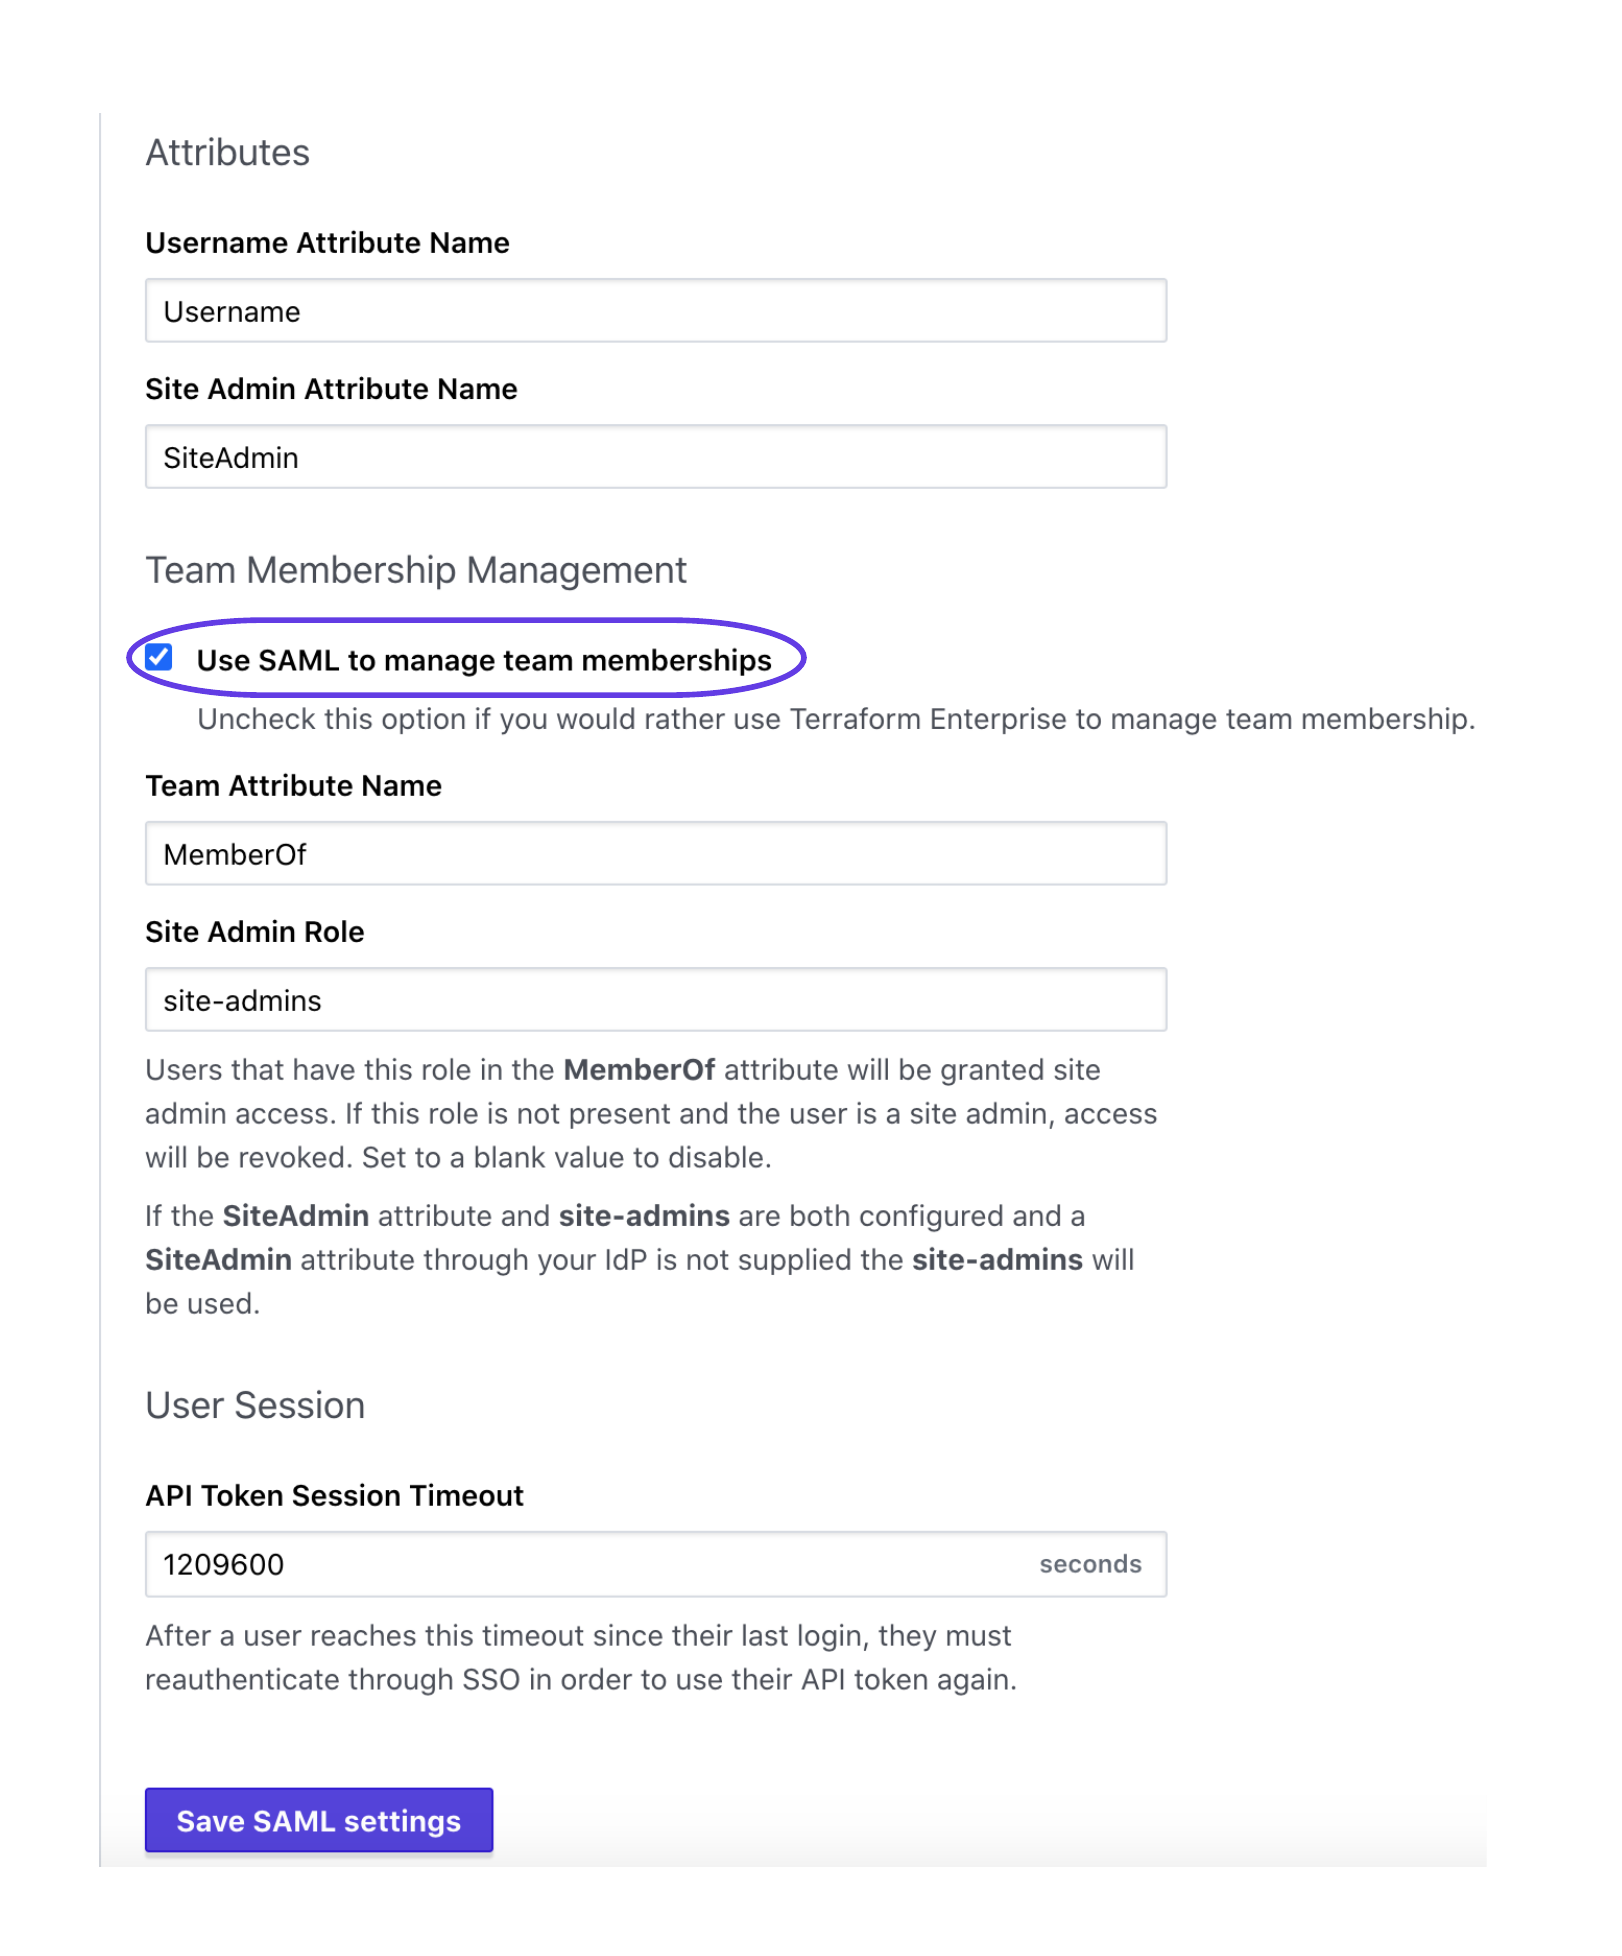 Attributes
Username Attribute Name
Username
Site Admin Attribute Name
SiteAdmin
Team Membership Management
Use SAML to manage team memberships
Uncheck this option if you would rather use Terraform Enterprise to manage team membership.
Team Attribute Name
MemberOf
Site Admin Role
site-admins
Users that have this role in the MemberOf attribute will be granted site
admin access. If this role is not present and the user is a site admin, access
will be revoked. Set to a blank value to disable.
If the SiteAdmin attribute and site-admins are both configured and a
SiteAdmin attribute through your IdP is not supplied the site-admins will
be used.
User Session
API Token Session Timeout
1209600 seconds
After a user reaches this timeout since their last login, they must
reauthenticate through SSO in order to use their API token again.
Save SAML settings